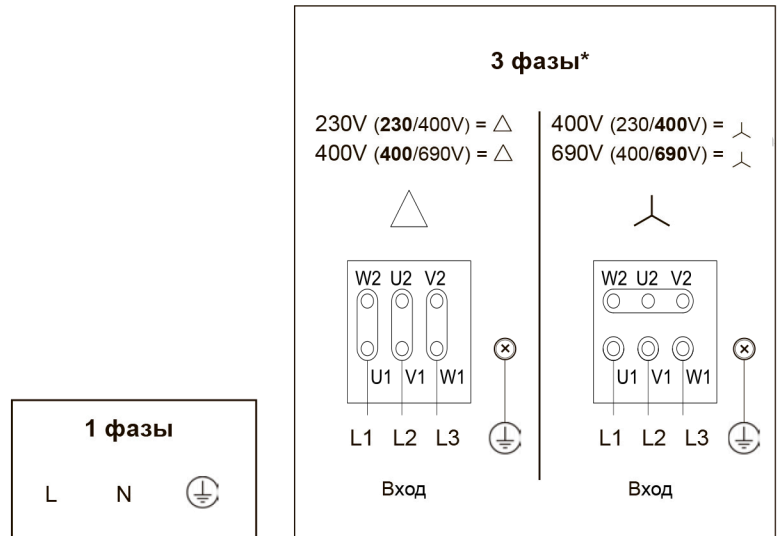 3 фазы*
230V (230/400V) = △
400V (400/690V) = △
400V (230/400V) =
690V (400/690V) =
W2 U2 V2
U1 V1 W1
L1 L2 L3
Вход
W2 U2 V2
U1 V1 W1
L1 L2 L3
Вход
1 фазы
L N